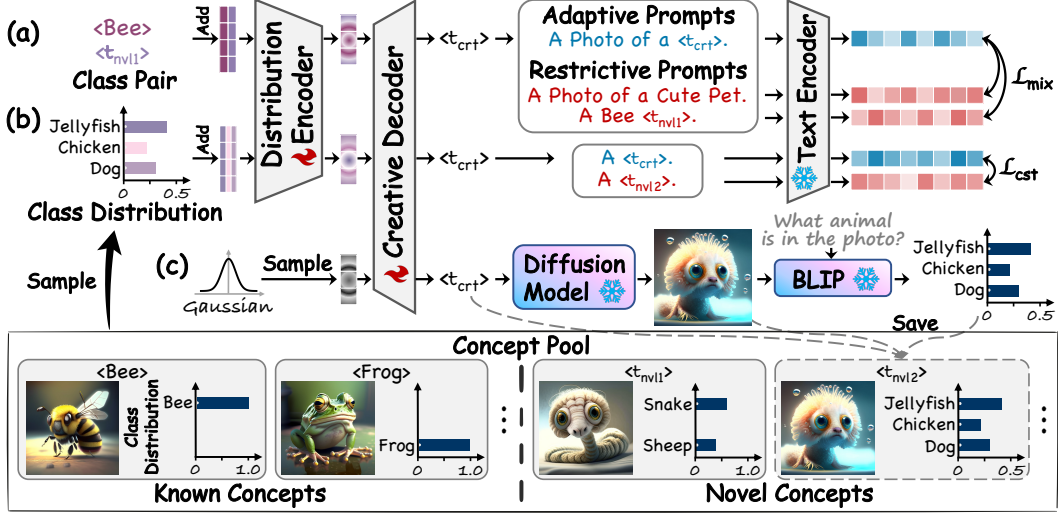 (a)
<Bee>
<t_nvl1>
Class Pair
Add
Distribution
Encoder
Creative Decoder
<t_crt>
Adaptive Prompts
A Photo of a <t_crt>.
Restrictive Prompts
A Photo of a Cute Pet.
A Bee <t_nvl1>.
Text Encoder
ℒ_mix
(b)
Jellyfish
Chicken
Dog
0 0.5
Class Distribution
Add
<t_crt>
A <t_crt>.
A <t_nvl2>.
ℒ_cst
Sample
(c)
Gaussian
Sample
<t_crt>
Diffusion
Model
What animal
is in the photo?
BLIP
Jellyfish
Chicken
Dog
0 0.5
Save
Concept Pool
<Bee>
Class
Distribution
Bee
0 1.0
<Frog>
Frog
0 1.0
Known Concepts
<t_nvl1>
Snake
Sheep
0 1.0
<t_nvl2>
Jellyfish
Chicken
Dog
0 0.5
Novel Concepts